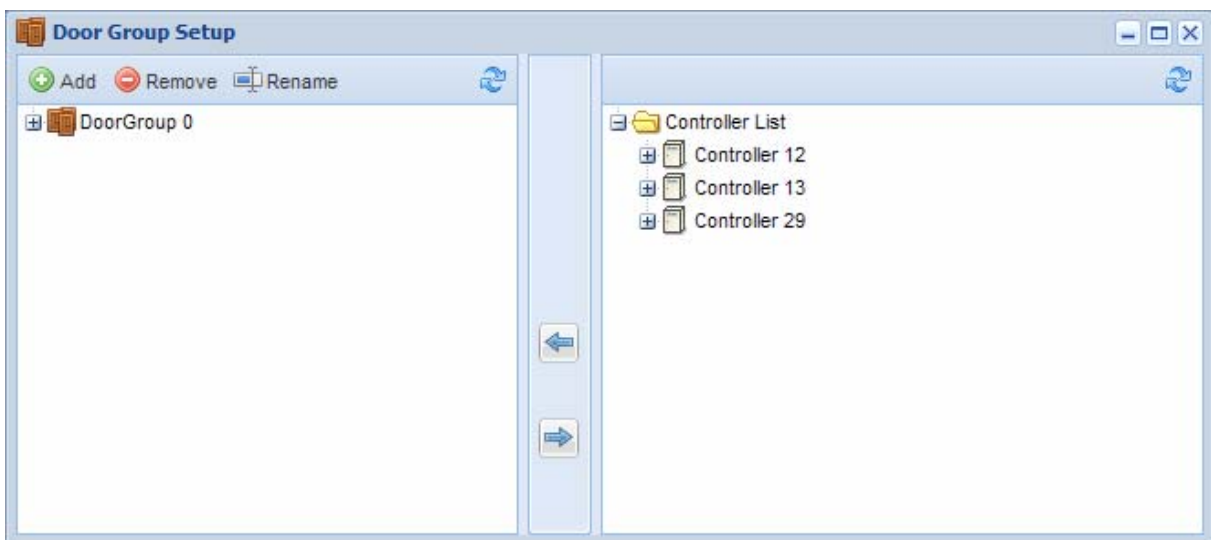 Door Group Setup
Add Remove Rename
DoorGroup 0
Controller List
Controller 12
Controller 13
Controller 29